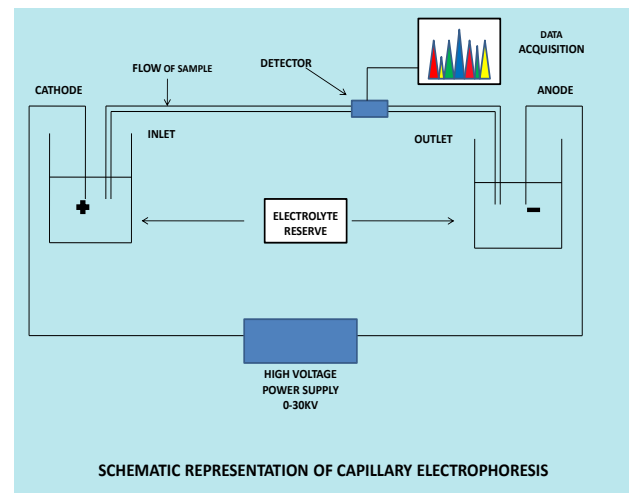 DATA
ACQUISITION
DETECTOR
FLOW OF SAMPLE
CATHODE
ANODE
INLET
OUTLET
+
-
ELECTROLYTE
RESERVE
HIGH VOLTAGE
POWER SUPPLY
0-30KV
SCHEMATIC REPRESENTATION OF CAPILLARY ELECTROPHORESIS